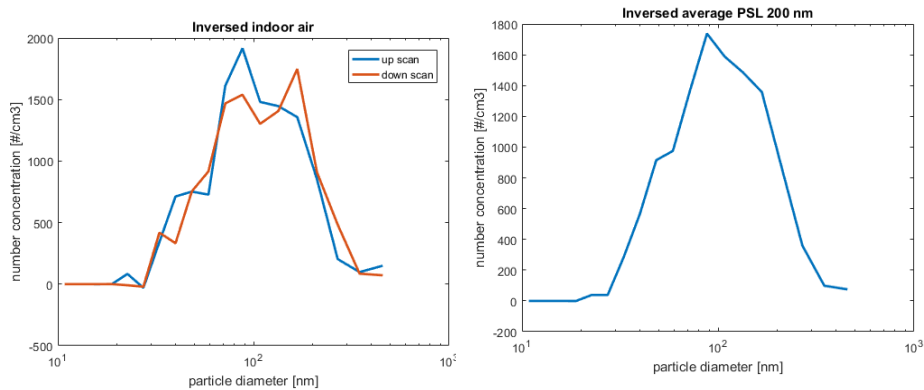 Inversed indoor air
2000
1500
1000
500
0
-500
10^1
10^2
10^3
number concentration [#/cm3]
particle diameter [nm]
up scan
down scan
Inversed average PSL 200 nm
1800
1600
1400
1200
1000
800
600
400
200
0
-200
10^1
10^2
10^3
number concentration [#/cm3]
particle diameter [nm]